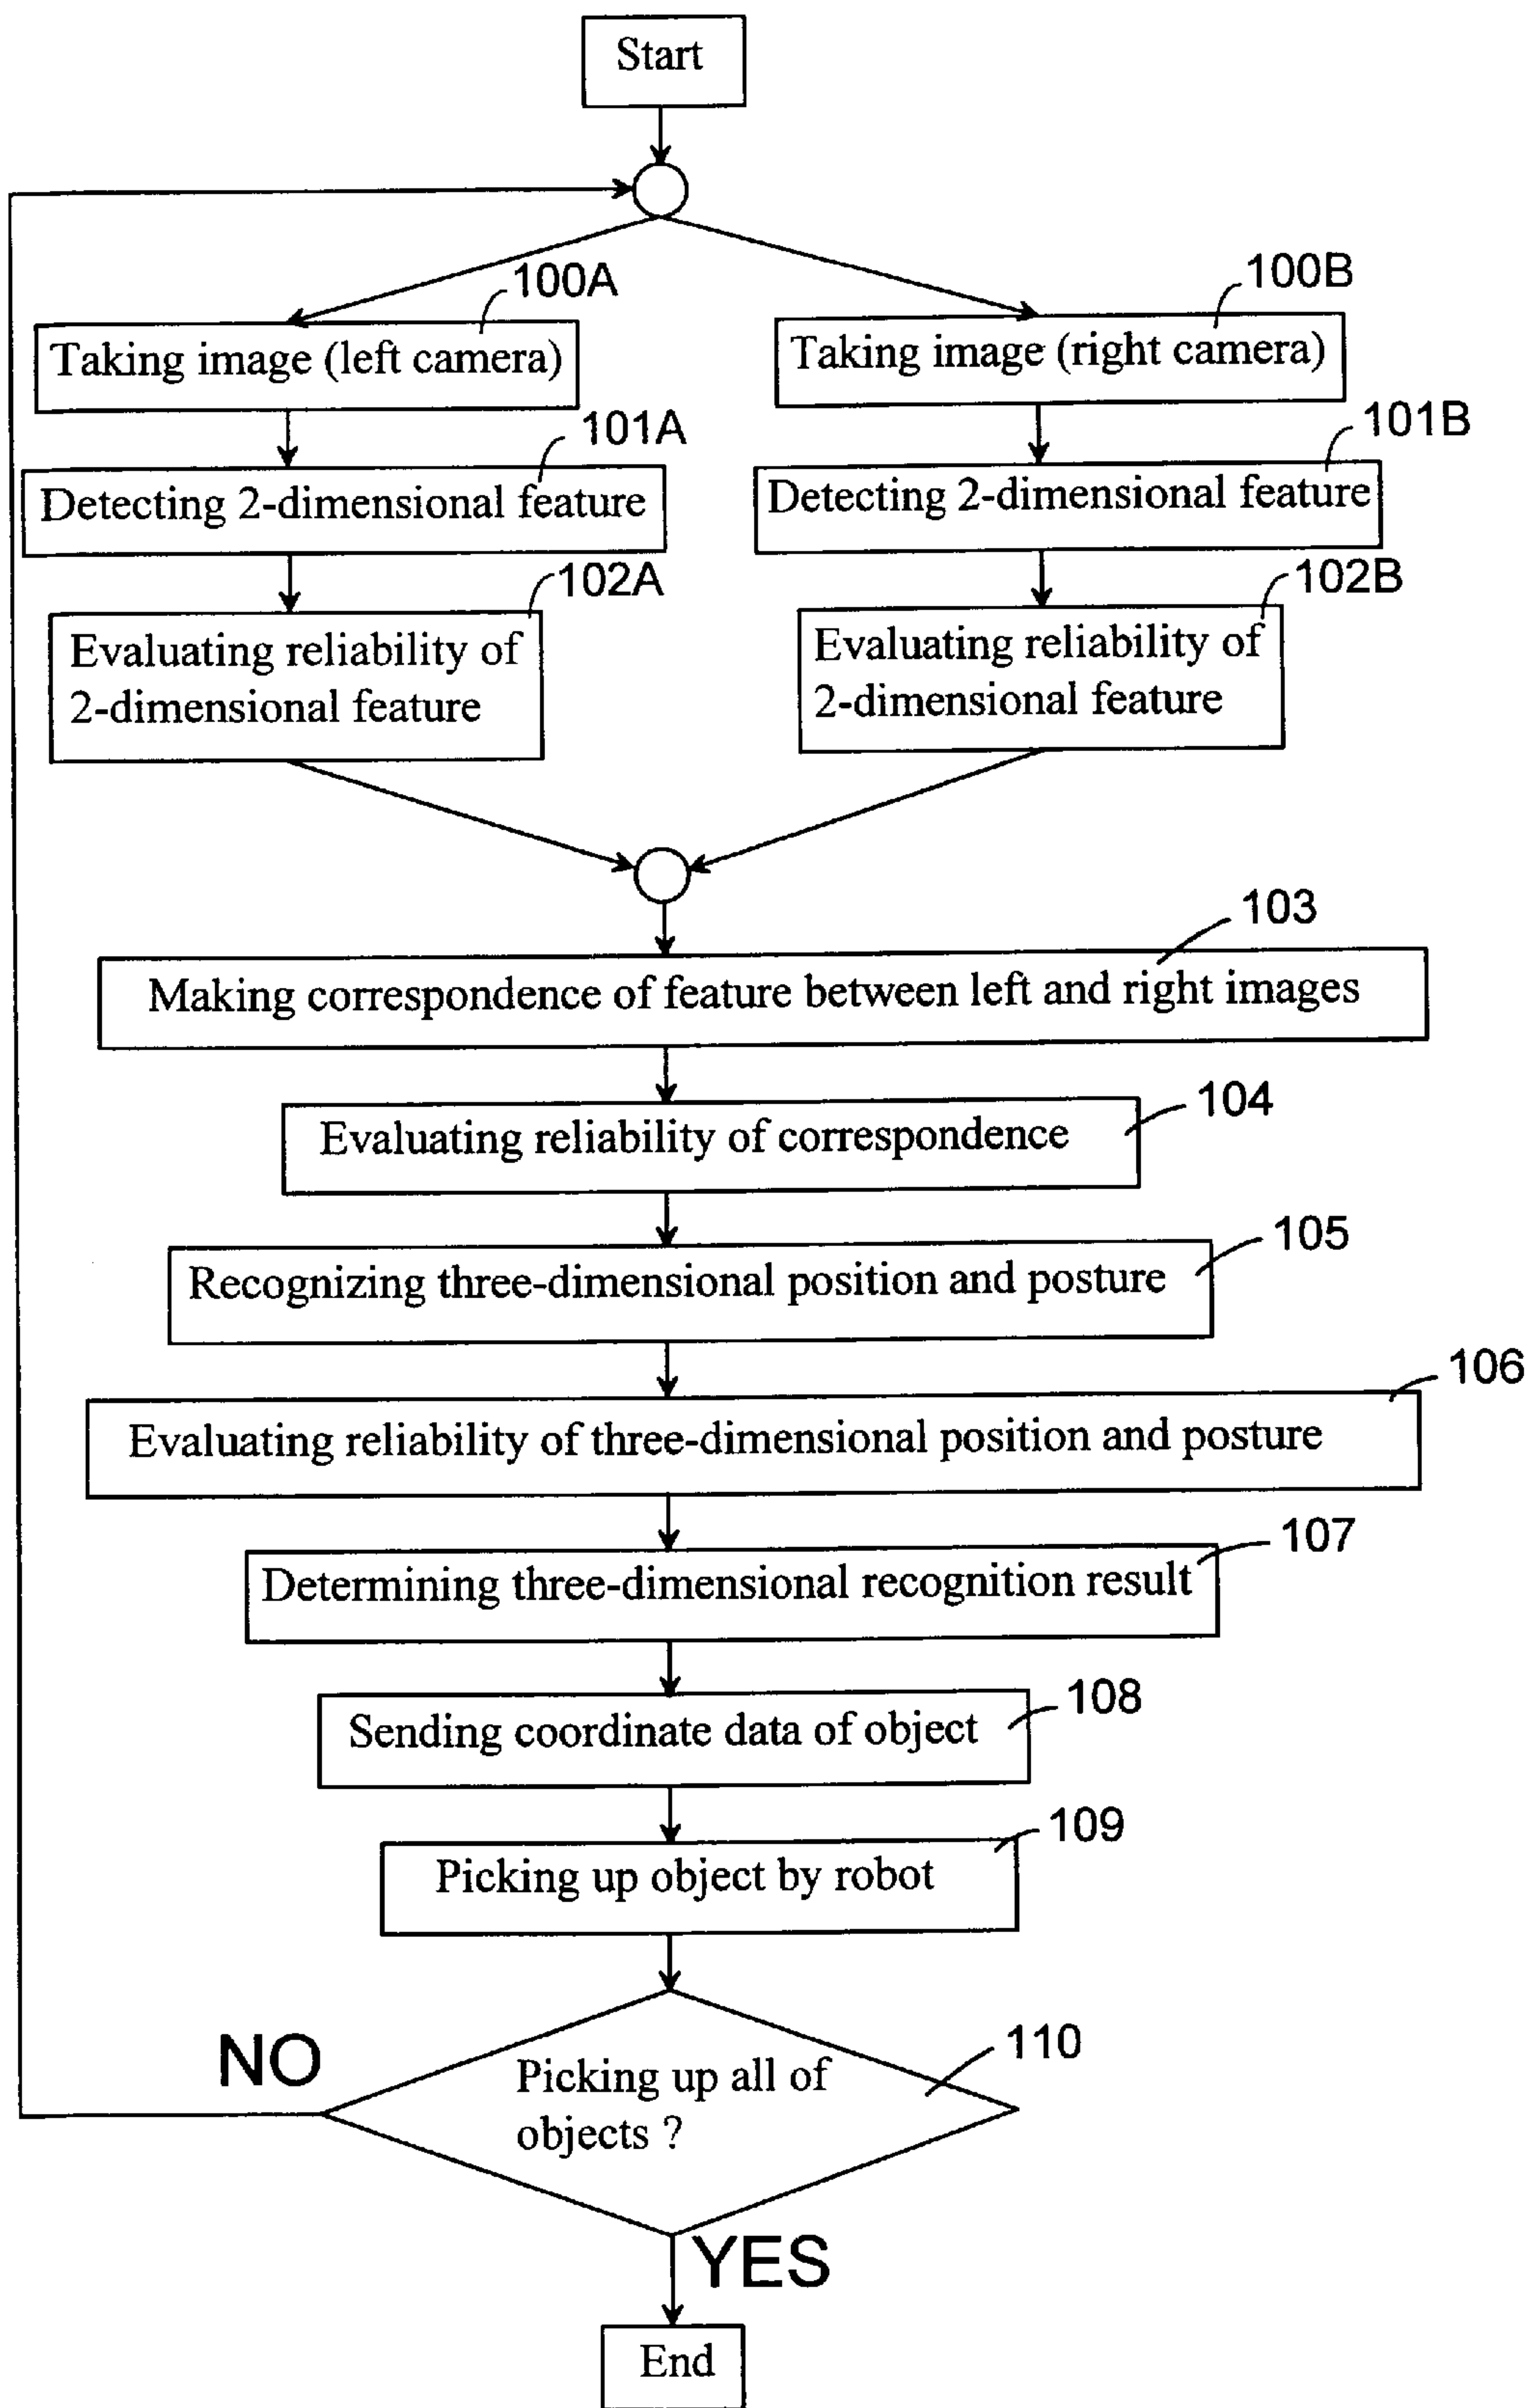 Start
100A
100B
Taking image (left camera)
Taking image (right camera)
101A
101B
Detecting 2-dimensional feature
Detecting 2-dimensional feature
102A
102B
Evaluating reliability of
2-dimensional feature
Evaluating reliability of
2-dimensional feature
103
Making correspondence of feature between left and right images
104
Evaluating reliability of correspondence
105
Recognizing three-dimensional position and posture
106
Evaluating reliability of three-dimensional position and posture
107
Determining three-dimensional recognition result
108
Sending coordinate data of object
109
Picking up object by robot
110
NO
Picking up all of
objects ?
YES
End